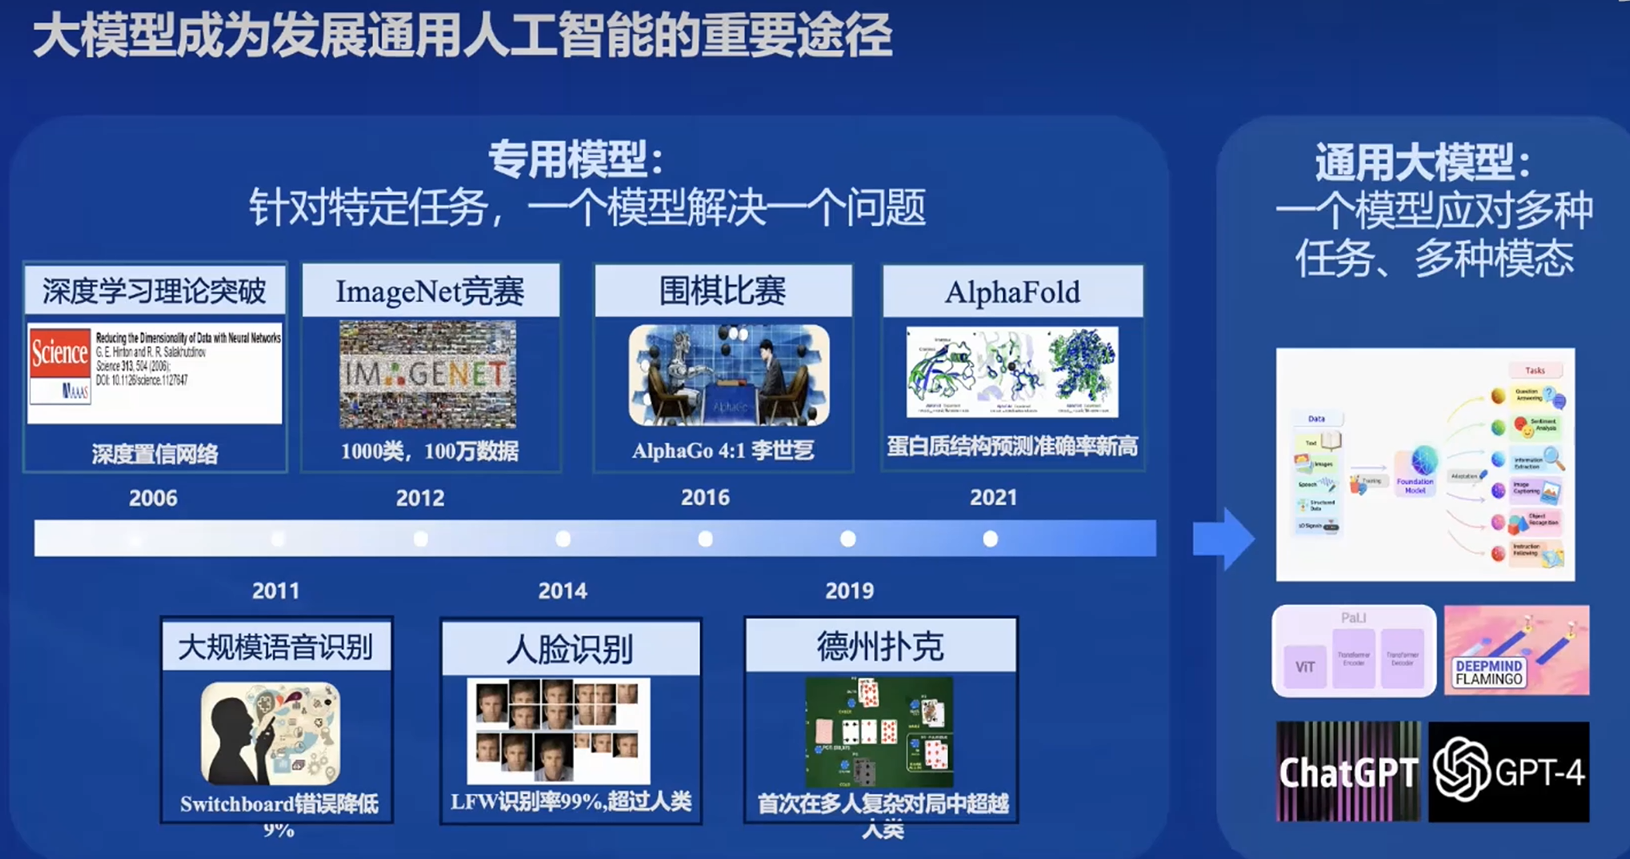 大模型成为发展通用人工智能的重要途径
专用模型：
针对特定任务，一个模型解决一个问题
深度学习理论突破
Science
AAAS
Reducing the Dimensionality of Data with Neural Networks
G. E. Hinton and R. R. Salakhutdinov
Science 313, 504 (2006);
DOI: 10.1126/science.1127647
深度置信网络
ImageNet竞赛
IMAGENET
1000类，100万数据
围棋比赛
AlphaGo
AlphaGo 4:1 李世乭
AlphaFold
蛋白质结构预测准确率新高
2006
2012
2016
2021
2011
2014
2019
大规模语音识别
Switchboard错误降低
9%
人脸识别
LFW识别率99%,超过人类
德州扑克
首次在多人复杂对局中超越
人类
通用大模型：
一个模型应对多种
任务、多种模态
Data
Text
Images
Speech
Structured
Data
3D Signals
Training
Foundation
Model
Adaptation
Tasks
Question
Answering
Sentiment
Analysis
Information
Extraction
Image
Captioning
Object
Recognition
Instruction
Following
PaLI
ViT
Transformer
Encoder
Transformer
Decoder
DEEPMIND
FLAMINGO
ChatGPT
GPT-4